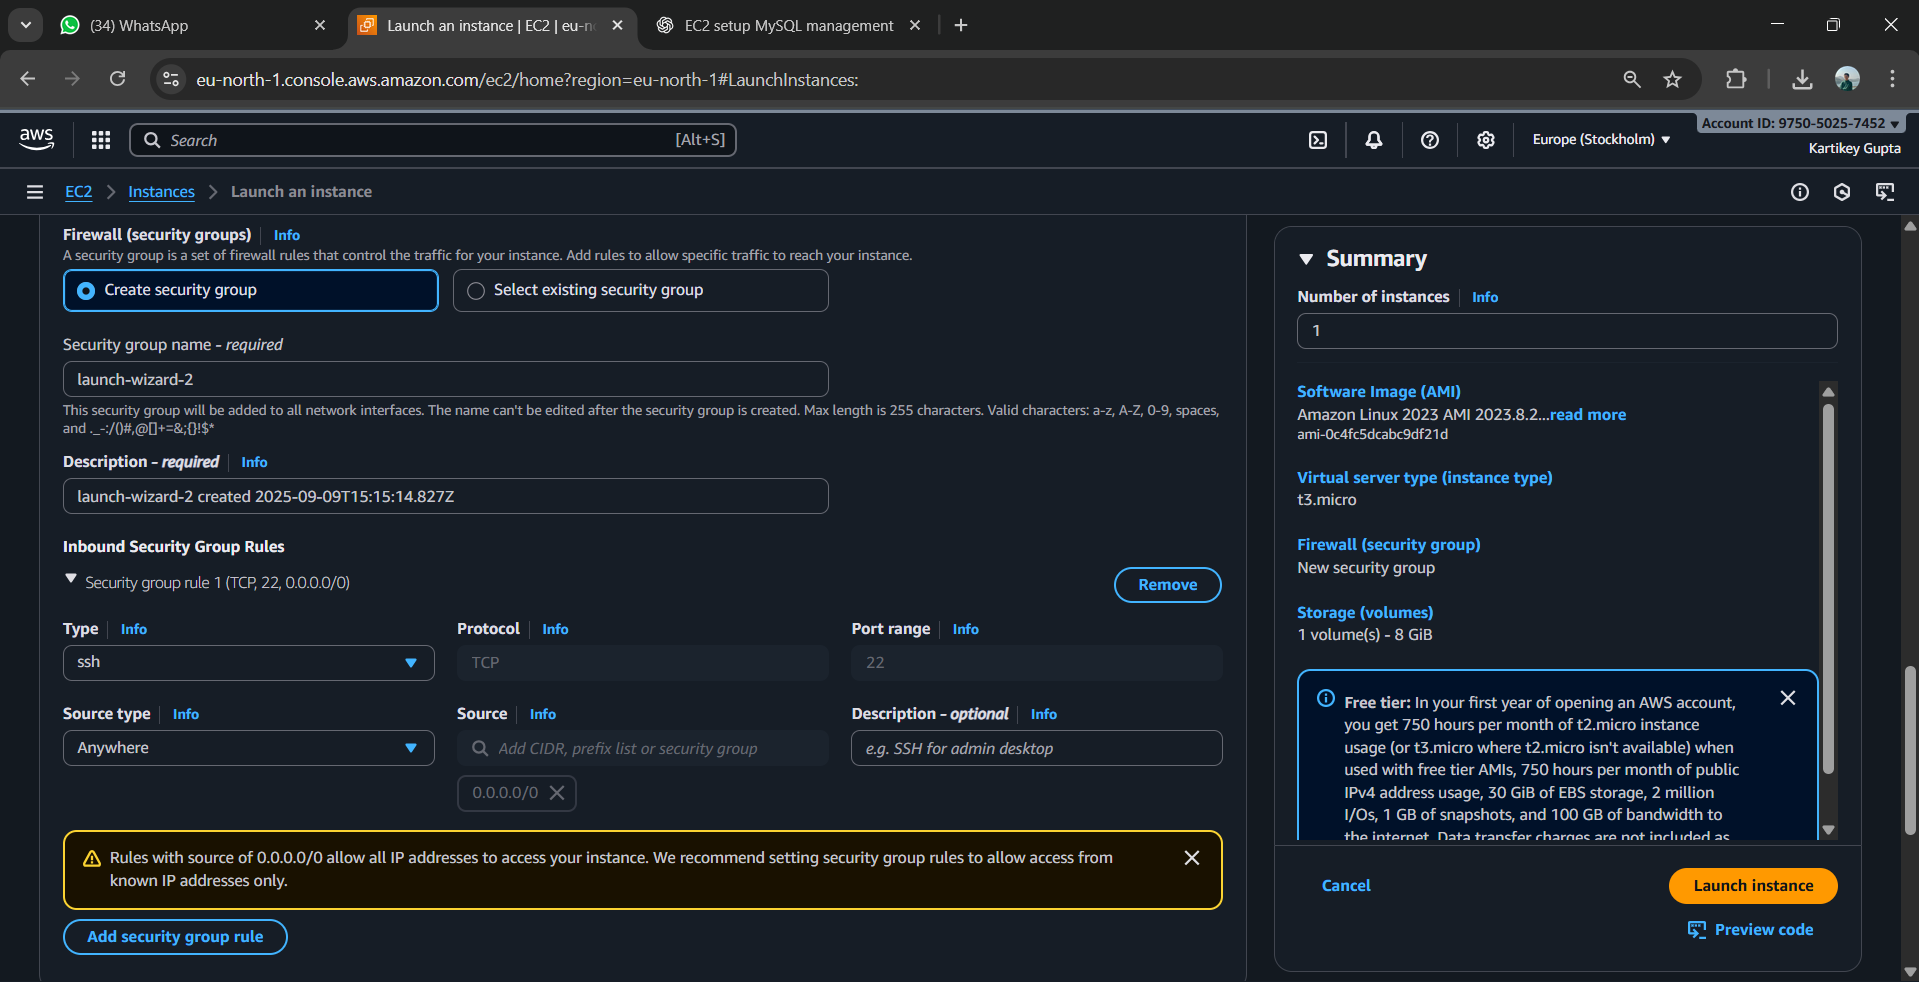 (34) WhatsApp
Launch an instance | EC2 | eu-n
EC2 setup MySQL management
eu-north-1.console.aws.amazon.com/ec2/home?region=eu-north-1#LaunchInstances:
aws
Search
[Alt+S]
Europe (Stockholm)
Account ID: 9750-5025-7452
Kartikey Gupta
EC2
Instances
Launch an instance
Firewall (security groups)
Info
A security group is a set of firewall rules that control the traffic for your instance. Add rules to allow specific traffic to reach your instance.
Create security group
Select existing security group
Security group name - required
launch-wizard-2
This security group will be added to all network interfaces. The name can't be edited after the security group is created. Max length is 255 characters. Valid characters: a-z, A-Z, 0-9, spaces,
and ._-:/()#,@[]+=&;{}!$*
Description - required
Info
launch-wizard-2 created 2025-09-09T15:15:14.827Z
Inbound Security Group Rules
Security group rule 1 (TCP, 22, 0.0.0.0/0)
Remove
Type
Info
Protocol
Info
Port range
Info
ssh
TCP
22
Source type
Info
Source
Info
Description - optional
Info
Anywhere
Add CIDR, prefix list or security group
e.g. SSH for admin desktop
0.0.0.0/0
Rules with source of 0.0.0.0/0 allow all IP addresses to access your instance. We recommend setting security group rules to allow access from
known IP addresses only.
Add security group rule
Summary
Number of instances
Info
1
Software Image (AMI)
Amazon Linux 2023 AMI 2023.8.2...read more
ami-0c4fc5dcabc9df21d
Virtual server type (instance type)
t3.micro
Firewall (security group)
New security group
Storage (volumes)
1 volume(s) - 8 GiB
Free tier: In your first year of opening an AWS account,
you get 750 hours per month of t2.micro instance
usage (or t3.micro where t2.micro isn't available) when
used with free tier AMIs, 750 hours per month of public
IPv4 address usage, 30 GiB of EBS storage, 2 million
I/Os, 1 GB of snapshots, and 100 GB of bandwidth to
the internet. Data transfer charges are not included as
Cancel
Launch instance
Preview code